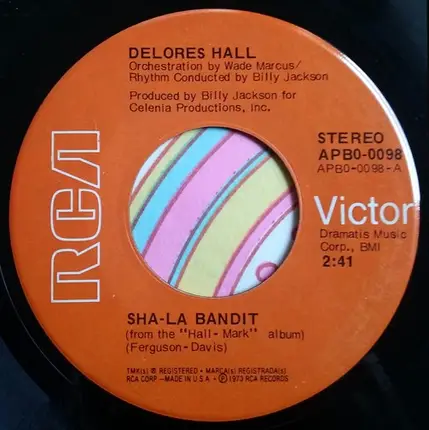 DELORES HALL
Orchestration by Wade Marcus/
Rhythm Conducted by Billy Jackson
Produced by Billy Jackson for
Celenia Productions, Inc.
STEREO
APBO-0098
APBO-0098-A
RCA
Victor
Dramatis Music
Corp., BMI
2:41
SHA-LA BANDIT
(from the "Hall-Mark" album)
(Ferguson-Davis)
TMK(s) ® REGISTERED • MARCA(s) REGISTRADA(s)
RCA CORP—MADE IN U.S.A. • ℗ 1973 RCA RECORDS